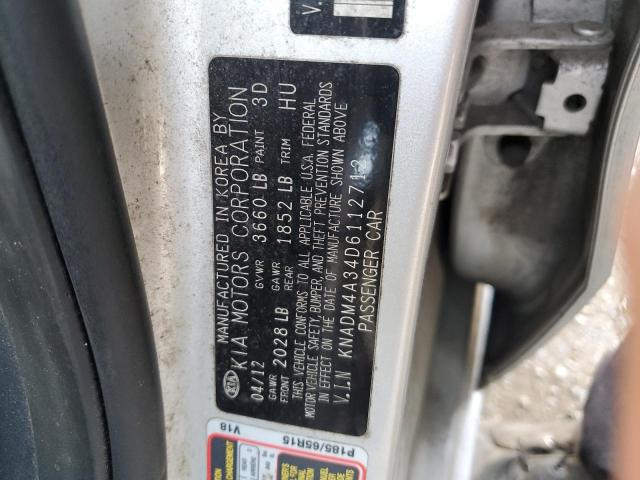 MANUFACTURED IN KOREA BY
KIA KIA MOTORS CORPORATION
04/12 GVWR 3660 LB PAINT 3D
GAWR FRONT 2028 LB GAWR REAR 1852 LB TRIM HU
THIS VEHICLE CONFORMS TO ALL APPLICABLE U.S.A. FEDERAL
MOTOR VEHICLE SAFETY, BUMPER, AND THEFT PREVENTION STANDARDS
IN EFFECT ON THE DATE OF MANUFACTURE SHOWN ABOVE
V.I.N KNADM4A34D6112712
PASSENGER CAR
V18
P185/65R15